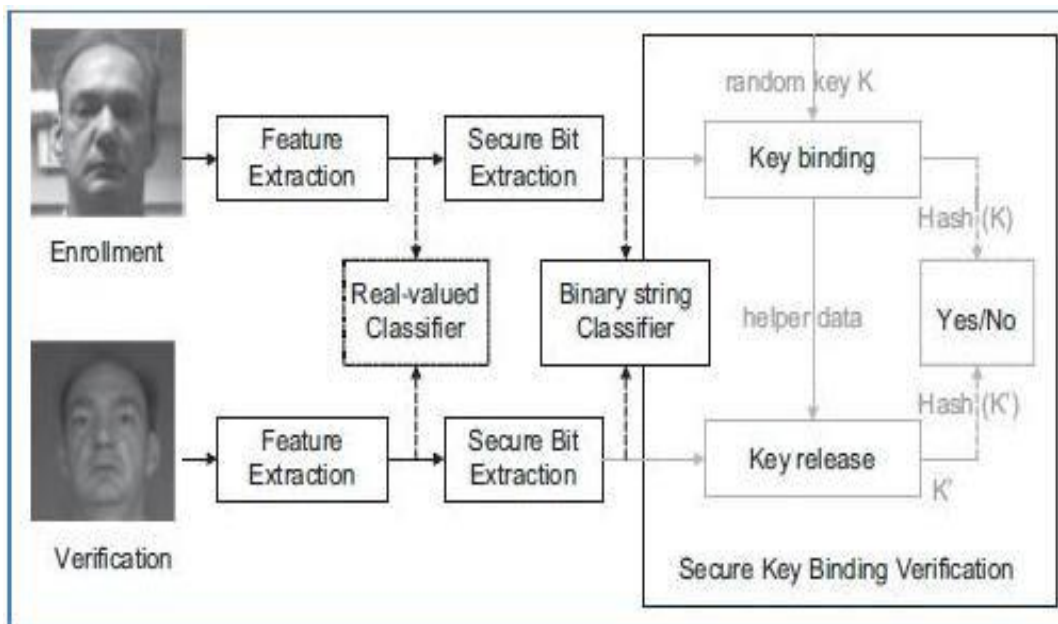 random key K
Feature
Extraction
Secure Bit
Extraction
Key binding
Hash (K)
Enrollment
Real-valued
Classifier
Binary string
Classifier
helper data
Yes/No
Hash (K')
Feature
Extraction
Secure Bit
Extraction
Key release
K'
Verification
Secure Key Binding Verification